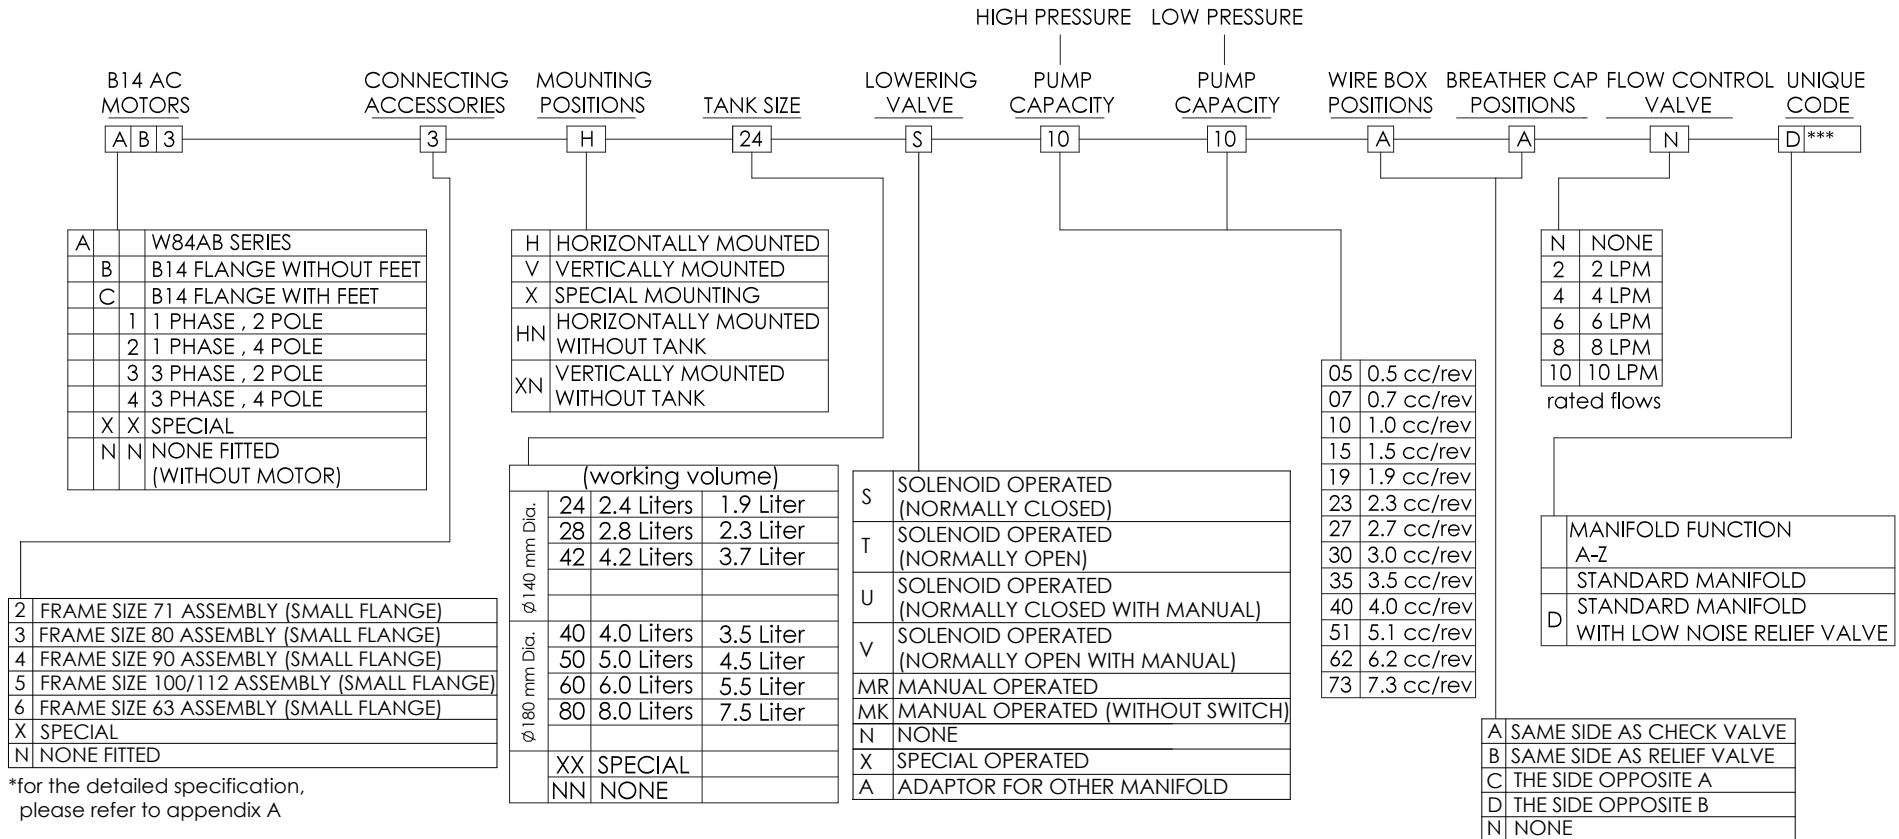 HIGH PRESSURE LOW PRESSURE
B14 AC
MOTORS
CONNECTING
ACCESSORIES
MOUNTING
POSITIONS
TANK SIZE
LOWERING
VALVE
PUMP
CAPACITY
PUMP
CAPACITY
WIRE BOX
POSITIONS
BREATHER CAP
POSITIONS
FLOW CONTROL
VALVE
UNIQUE
CODE
A B 3
3
H
24
S
10
10
A
A
N
D ***
A W84AB SERIES
B B14 FLANGE WITHOUT FEET
C B14 FLANGE WITH FEET
1 1 PHASE , 2 POLE
2 1 PHASE , 4 POLE
3 3 PHASE , 2 POLE
4 3 PHASE , 4 POLE
X X SPECIAL
N N NONE FITTED
(WITHOUT MOTOR)
2 FRAME SIZE 71 ASSEMBLY (SMALL FLANGE)
3 FRAME SIZE 80 ASSEMBLY (SMALL FLANGE)
4 FRAME SIZE 90 ASSEMBLY (SMALL FLANGE)
5 FRAME SIZE 100/112 ASSEMBLY (SMALL FLANGE)
6 FRAME SIZE 63 ASSEMBLY (SMALL FLANGE)
X SPECIAL
N NONE FITTED
*for the detailed specification,
please refer to appendix A
H HORIZONTALLY MOUNTED
V VERTICALLY MOUNTED
X SPECIAL MOUNTING
HN HORIZONTALLY MOUNTED
WITHOUT TANK
XN VERTICALLY MOUNTED
WITHOUT TANK
(working volume)
ø140 mm Dia.
24 2.4 Liters 1.9 Liter
28 2.8 Liters 2.3 Liter
42 4.2 Liters 3.7 Liter
ø180 mm Dia.
40 4.0 Liters 3.5 Liter
50 5.0 Liters 4.5 Liter
60 6.0 Liters 5.5 Liter
80 8.0 Liters 7.5 Liter
XX SPECIAL
NN NONE
S SOLENOID OPERATED
(NORMALLY CLOSED)
T SOLENOID OPERATED
(NORMALLY OPEN)
U SOLENOID OPERATED
(NORMALLY CLOSED WITH MANUAL)
V SOLENOID OPERATED
(NORMALLY OPEN WITH MANUAL)
MR MANUAL OPERATED
MK MANUAL OPERATED (WITHOUT SWITCH)
N NONE
X SPECIAL OPERATED
A ADAPTOR FOR OTHER MANIFOLD
05 0.5 cc/rev
07 0.7 cc/rev
10 1.0 cc/rev
15 1.5 cc/rev
19 1.9 cc/rev
23 2.3 cc/rev
27 2.7 cc/rev
30 3.0 cc/rev
35 3.5 cc/rev
40 4.0 cc/rev
51 5.1 cc/rev
62 6.2 cc/rev
73 7.3 cc/rev
N NONE
2 2 LPM
4 4 LPM
6 6 LPM
8 8 LPM
10 10 LPM
rated flows
MANIFOLD FUNCTION
A-Z
STANDARD MANIFOLD
D STANDARD MANIFOLD
WITH LOW NOISE RELIEF VALVE
A SAME SIDE AS CHECK VALVE
B SAME SIDE AS RELIEF VALVE
C THE SIDE OPPOSITE A
D THE SIDE OPPOSITE B
N NONE